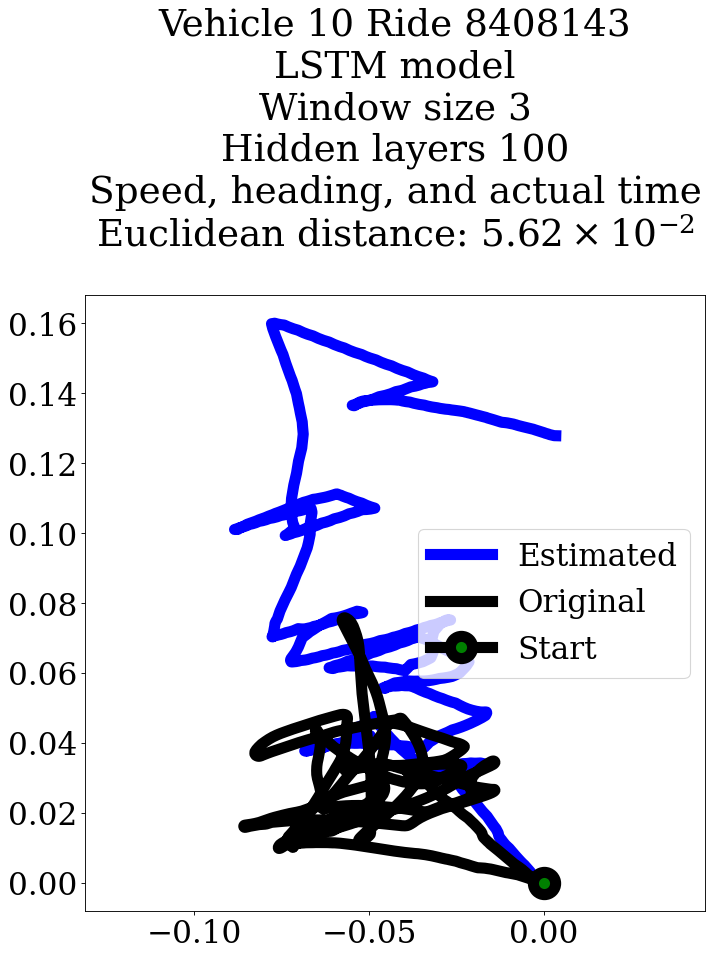 Vehicle 10 Ride 8408143
LSTM model
Window size 3
Hidden layers 100
Speed, heading, and actual time
Euclidean distance: 5.62 × 10⁻²
0.16
0.14
0.12
0.10
0.08
0.06
0.04
0.02
0.00
Estimated
Original
Start
−0.10
−0.05
0.00